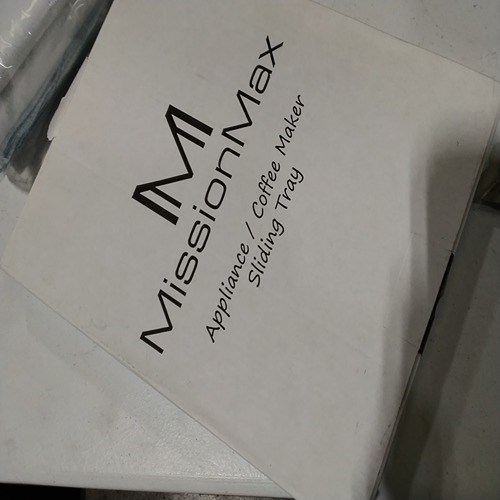 M
MissionMax
Appliance / Coffee Maker
Sliding Tray